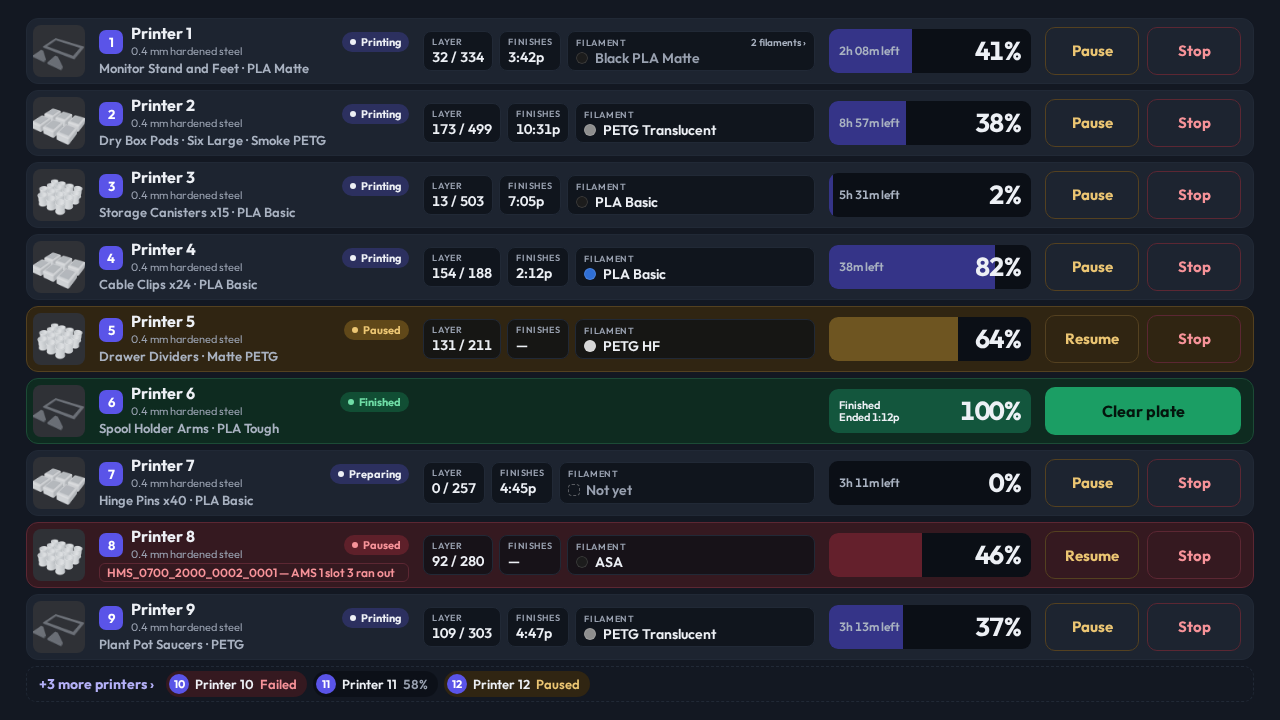 1 Printer 1
0.4 mm hardened steel
Monitor Stand and Feet · PLA Matte
Printing
LAYER
32 / 334
FINISHES
3:42p
FILAMENT
2 filaments ›
Black PLA Matte
2h 08m left
41%
Pause
Stop
2 Printer 2
0.4 mm hardened steel
Dry Box Pods · Six Large · Smoke PETG
Printing
LAYER
173 / 499
FINISHES
10:31p
FILAMENT
PETG Translucent
8h 57m left
38%
Pause
Stop
3 Printer 3
0.4 mm hardened steel
Storage Canisters x15 · PLA Basic
Printing
LAYER
13 / 503
FINISHES
7:05p
FILAMENT
PLA Basic
5h 31m left
2%
Pause
Stop
4 Printer 4
0.4 mm hardened steel
Cable Clips x24 · PLA Basic
Printing
LAYER
154 / 188
FINISHES
2:12p
FILAMENT
PLA Basic
38m left
82%
Pause
Stop
5 Printer 5
0.4 mm hardened steel
Drawer Dividers · Matte PETG
Paused
LAYER
131 / 211
FINISHES
—
FILAMENT
PETG HF
64%
Resume
Stop
6 Printer 6
0.4 mm hardened steel
Spool Holder Arms · PLA Tough
Finished
Finished
Ended 1:12p
100%
Clear plate
7 Printer 7
0.4 mm hardened steel
Hinge Pins x40 · PLA Basic
Preparing
LAYER
0 / 257
FINISHES
4:45p
FILAMENT
Not yet
3h 11m left
0%
Pause
Stop
8 Printer 8
0.4 mm hardened steel
HMS_0700_2000_0002_0001 — AMS 1 slot 3 ran out
Paused
LAYER
92 / 280
FINISHES
—
FILAMENT
ASA
46%
Resume
Stop
9 Printer 9
0.4 mm hardened steel
Plant Pot Saucers · PETG
Printing
LAYER
109 / 303
FINISHES
4:47p
FILAMENT
PETG Translucent
3h 13m left
37%
Pause
Stop
+3 more printers › 10 Printer 10 Failed 11 Printer 11 58% 12 Printer 12 Paused